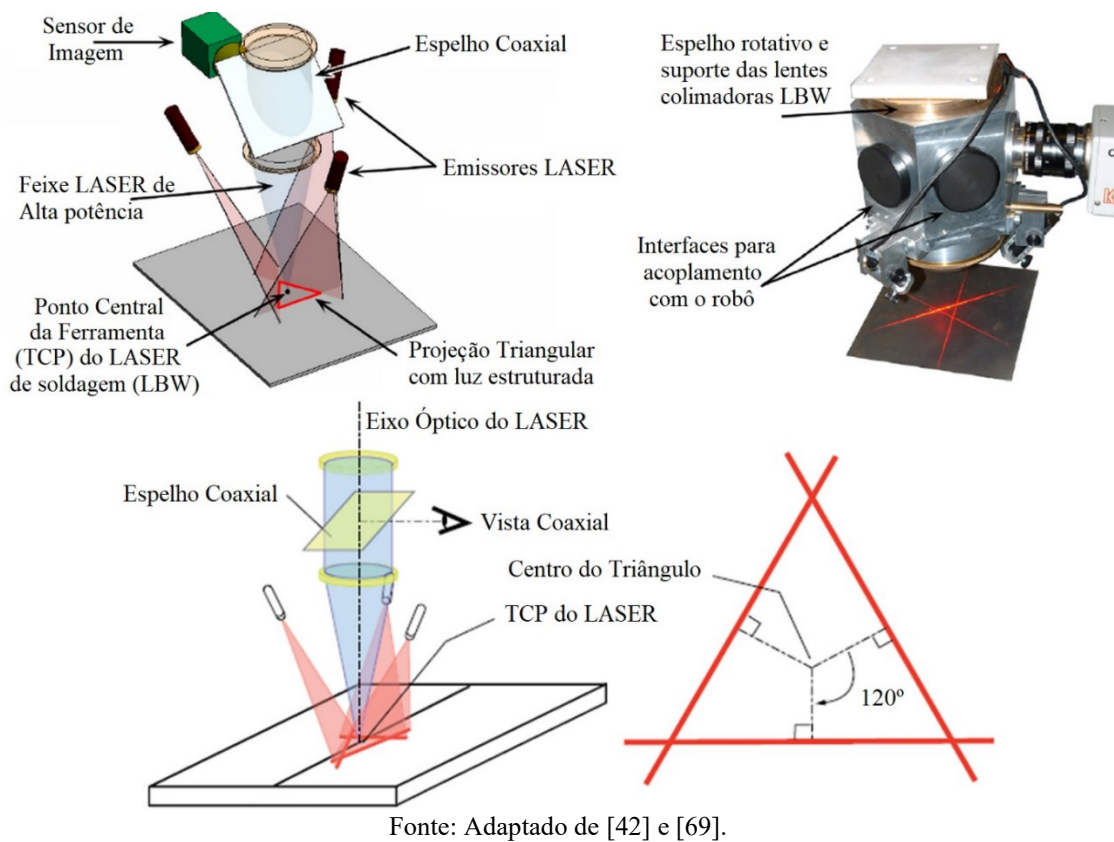 Sensor de
Imagem
Espelho Coaxial
Emissores LASER
Feixe LASER de
Alta potência
Ponto Central
da Ferramenta
(TCP) do LASER
de soldagem (LBW)
Projeção Triangular
com luz estruturada
Espelho rotativo e
suporte das lentes
colimadoras LBW
Interfaces para
acoplamento
com o robô
Eixo Óptico do LASER
Espelho Coaxial
Vista Coaxial
TCP do LASER
Centro do Triângulo
120º
Fonte: Adaptado de [42] e [69].